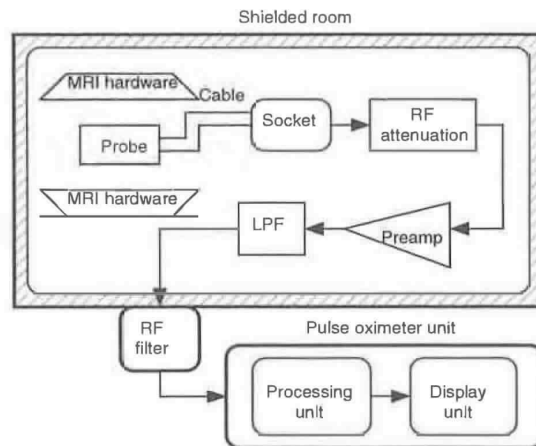 Shielded room
MRI hardware
Cable
Probe
Socket
RF
attenuation
MRI hardware
LPF
Preamp
RF
filter
Pulse oximeter unit
Processing
unit
Display
unit